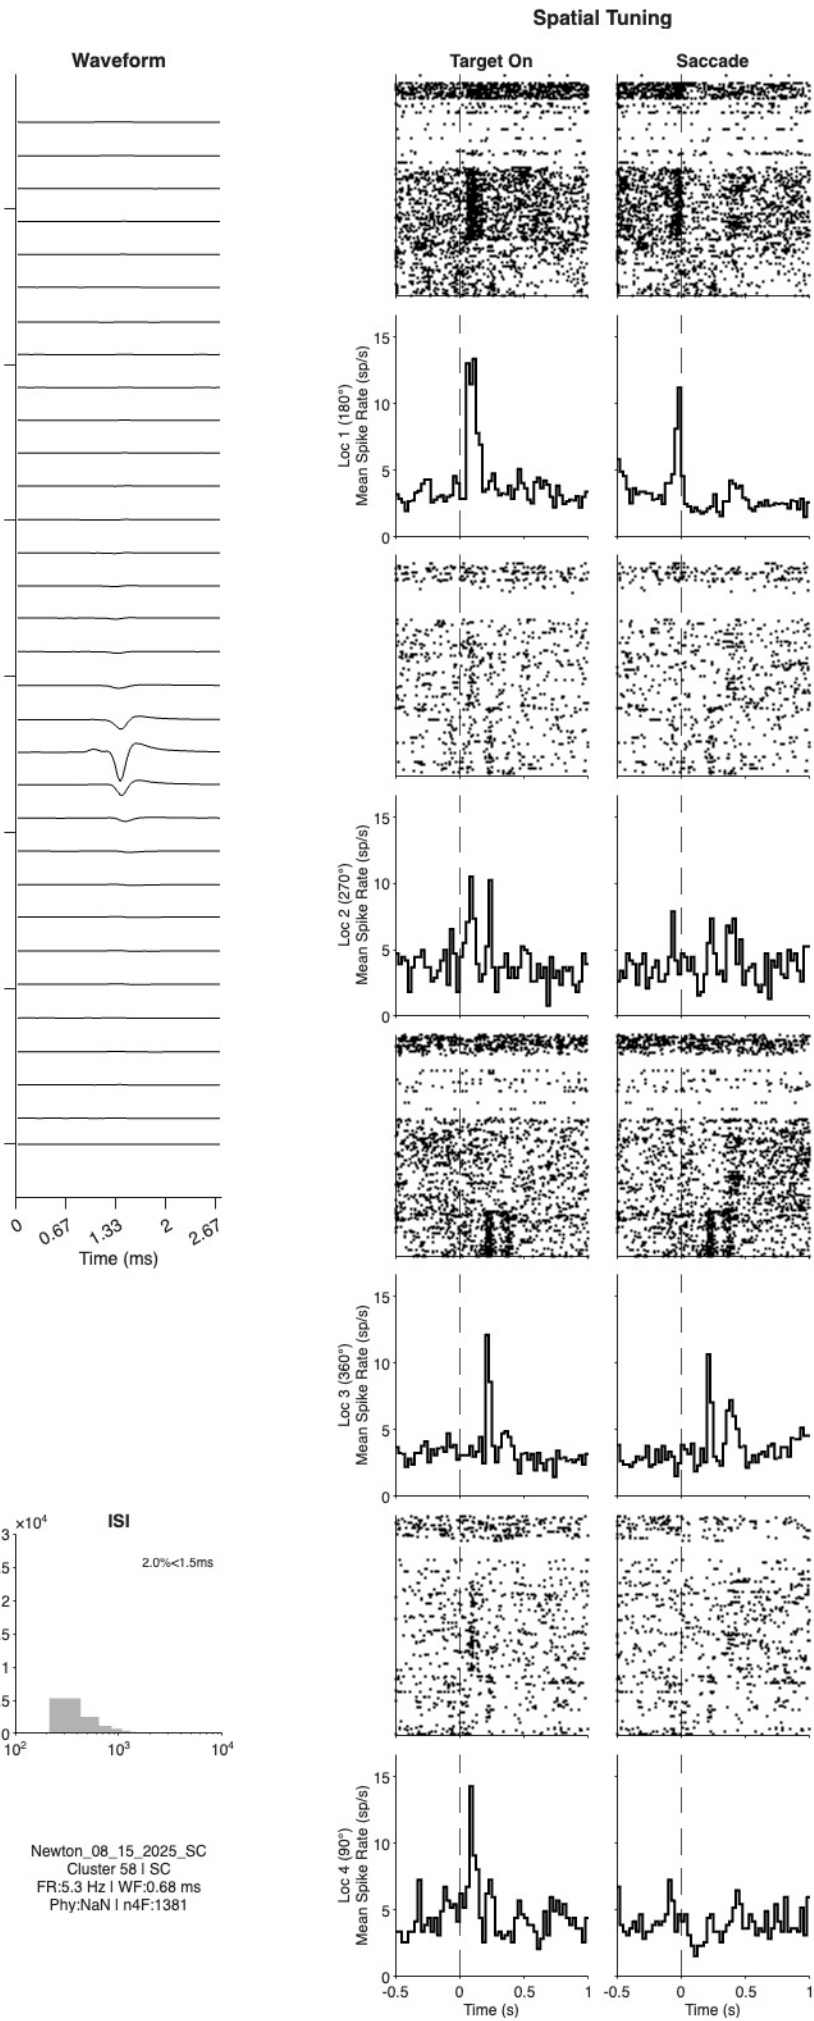 Spatial Tuning
Waveform
Target On
Saccade
15
10
5
0
Loc 1 (180°)
Mean Spike Rate (sp/s)
15
10
5
0
Loc 2 (270°)
Mean Spike Rate (sp/s)
0
0.67
1.33
2
2.67
Time (ms)
15
10
5
0
Loc 3 (360°)
Mean Spike Rate (sp/s)
×10⁴
ISI
3
5
2
5
1
5
0
2.0%<1.5ms
10²
10³
10⁴
15
10
5
0
Loc 4 (90°)
Mean Spike Rate (sp/s)
-0.5
0
0.5
1
-0.5
0
0.5
1
Time (s)
Time (s)
Newton_08_15_2025_SC
Cluster 58 | SC
FR:5.3 Hz | WF:0.68 ms
Phy:NaN | n4F:1381